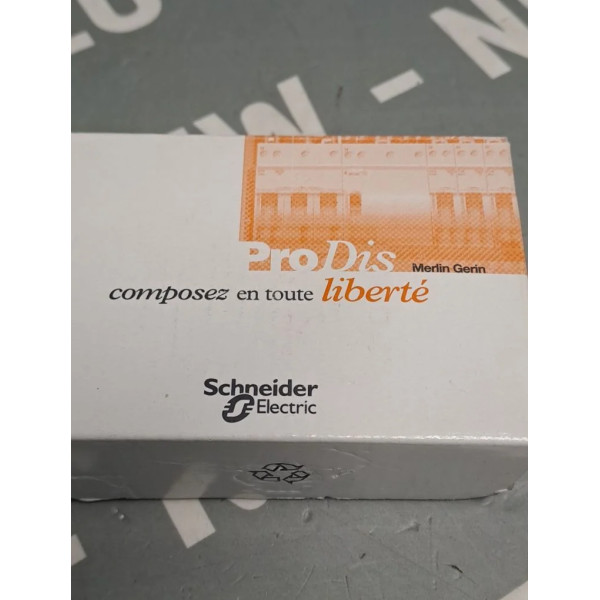 ProDis
Merlin Gerin
composez en toute liberté
Schneider
Electric